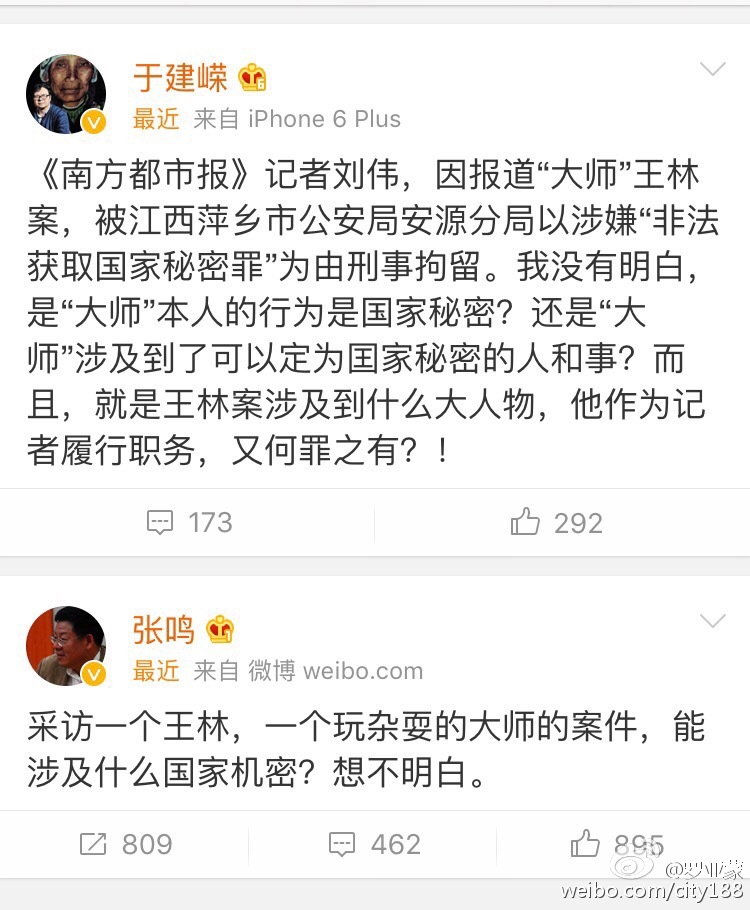 于建嵘
最近 来自 iPhone 6 Plus
《南方都市报》记者刘伟，因报道“大师”王林
案，被江西萍乡市公安局安源分局以涉嫌“非法
获取国家秘密罪”为由刑事拘留。我没有明白，
是“大师”本人的行为是国家秘密？还是“大
师”涉及到了可以定为国家秘密的人和事？而
且，就是王林案涉及到什么大人物，他作为记
者履行职务，又何罪之有？！
173
292
张鸣
最近 来自 微博 weibo.com
采访一个王林，一个玩杂耍的大师的案件，能
涉及什么国家机密？想不明白。
809
462
895
weibo.com/city188